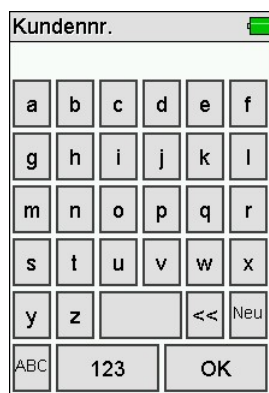 Kundennr.
a b c d e f
g h i j k l
m n o p q r
s t u v w x
y z << Neu
ABC 123 OK